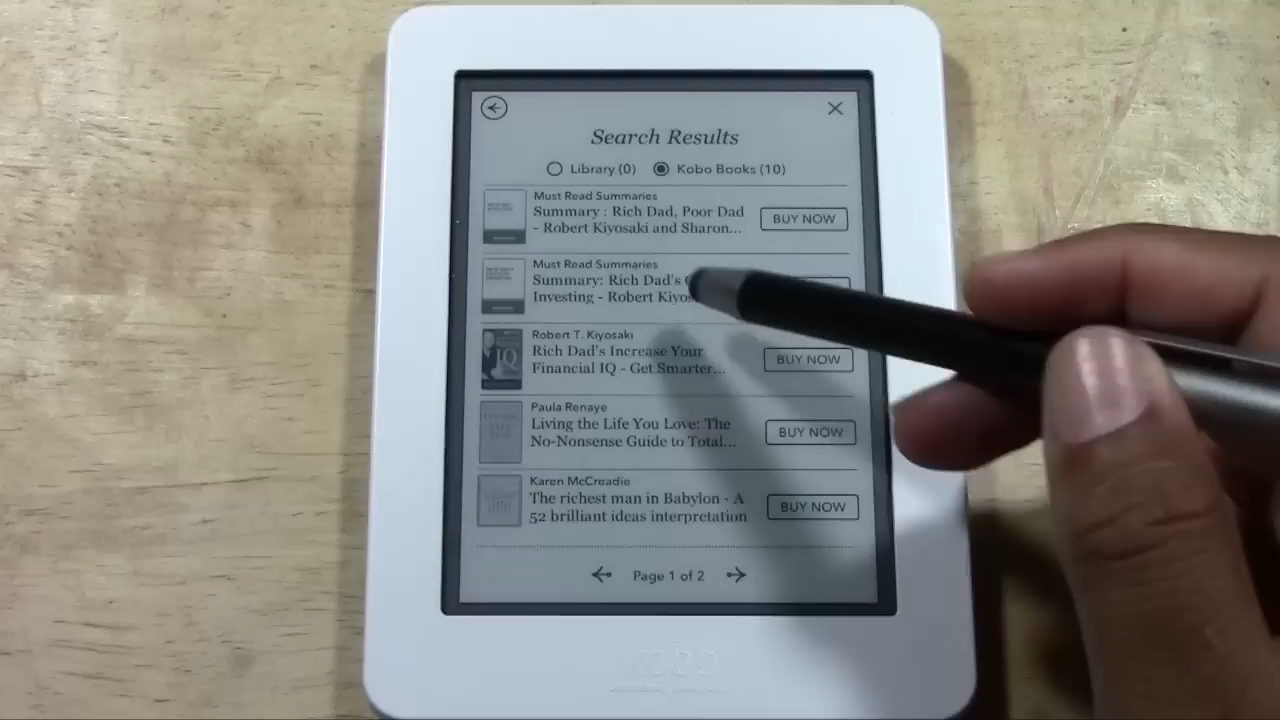 Search Results
Library (0) Kobo Books (10)
Must Read Summaries
Summary : Rich Dad, Poor Dad
- Robert Kiyosaki and Sharon...
BUY NOW
Must Read Summaries
Summary: Rich Dad's
Investing - Robert
Robert T. Kiyosaki
Rich Dad's Increase Your
Financial IQ - Get Smarter...
IQ
BUY NOW
Paula Renaye
Living the Life You Love: The
No-Nonsense Guide to Total...
BUY NOW
Karen McCreadie
The richest man in Babylon - A
52 brilliant ideas interpretation
BUY NOW
Page 1 of 2
kobo